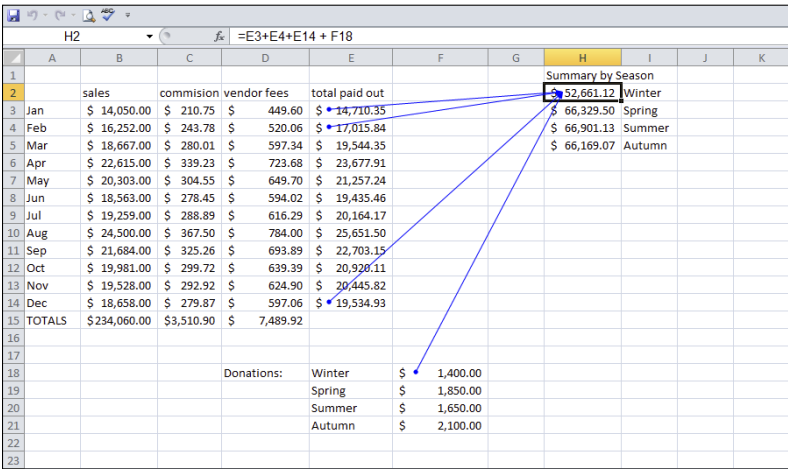 ABC
H2 fx =E3+E4+E14 + F18
A B C D E F G H I J K
1 Summary by Season
2 sales commision vendor fees total paid out $ 52,661.12 Winter
3 Jan $ 14,050.00 $ 210.75 $ 449.60 $ 14,710.35 $ 66,329.50 Spring
4 Feb $ 16,252.00 $ 243.78 $ 520.06 $ 17,015.84 $ 66,901.13 Summer
5 Mar $ 18,667.00 $ 280.01 $ 597.34 $ 19,544.35 $ 66,169.07 Autumn
6 Apr $ 22,615.00 $ 339.23 $ 723.68 $ 23,677.91
7 May $ 20,303.00 $ 304.55 $ 649.70 $ 21,257.24
8 Jun $ 18,563.00 $ 278.45 $ 594.02 $ 19,435.46
9 Jul $ 19,259.00 $ 288.89 $ 616.29 $ 20,164.17
10 Aug $ 24,500.00 $ 367.50 $ 784.00 $ 25,651.50
11 Sep $ 21,684.00 $ 325.26 $ 693.89 $ 22,703.15
12 Oct $ 19,981.00 $ 299.72 $ 639.39 $ 20,920.11
13 Nov $ 19,528.00 $ 292.92 $ 624.90 $ 20,445.82
14 Dec $ 18,658.00 $ 279.87 $ 597.06 $ 19,534.93
15 TOTALS $234,060.00 $3,510.90 $ 7,489.92
16
17
18 Donations: Winter $ 1,400.00
19 Spring $ 1,850.00
20 Summer $ 1,650.00
21 Autumn $ 2,100.00
22
23